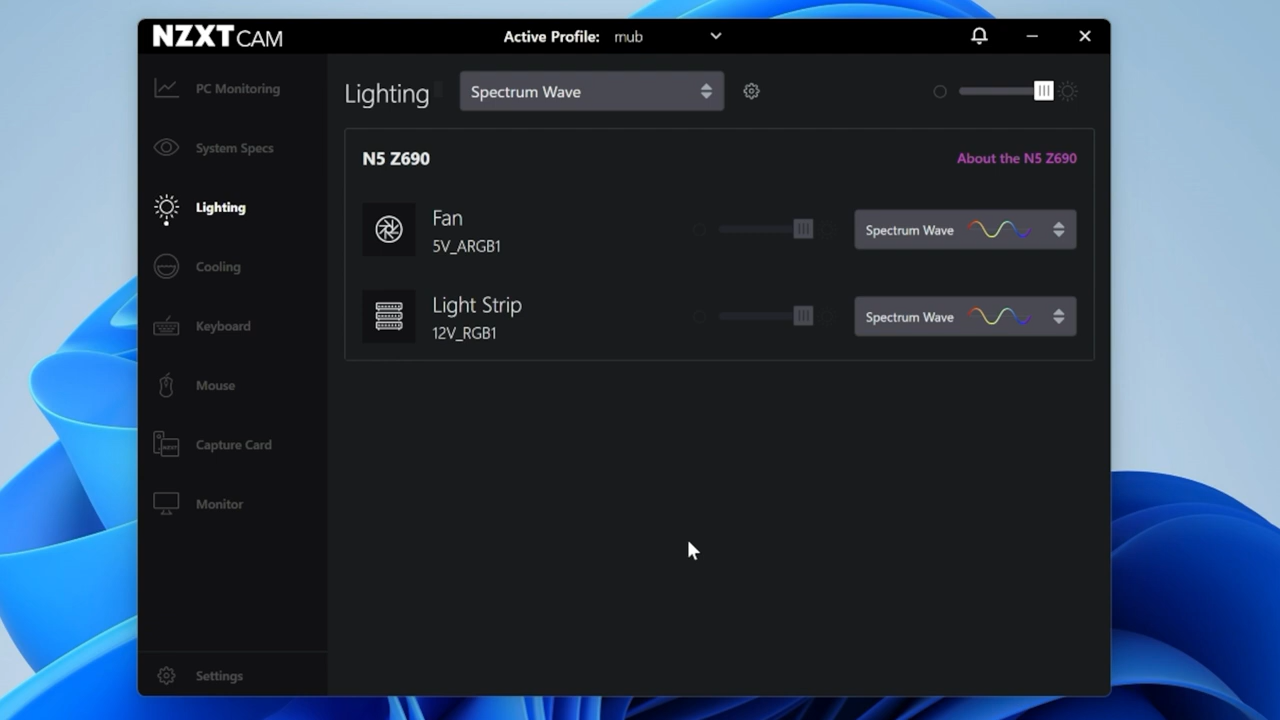 NZXT CAM
Active Profile: mub
PC Monitoring
System Specs
Lighting
Cooling
Keyboard
Mouse
Capture Card
Monitor
Settings
Lighting
Spectrum Wave
N5 Z690
About the N5 Z690
Fan
5V_ARGB1
Spectrum Wave
Light Strip
12V_RGB1
Spectrum Wave